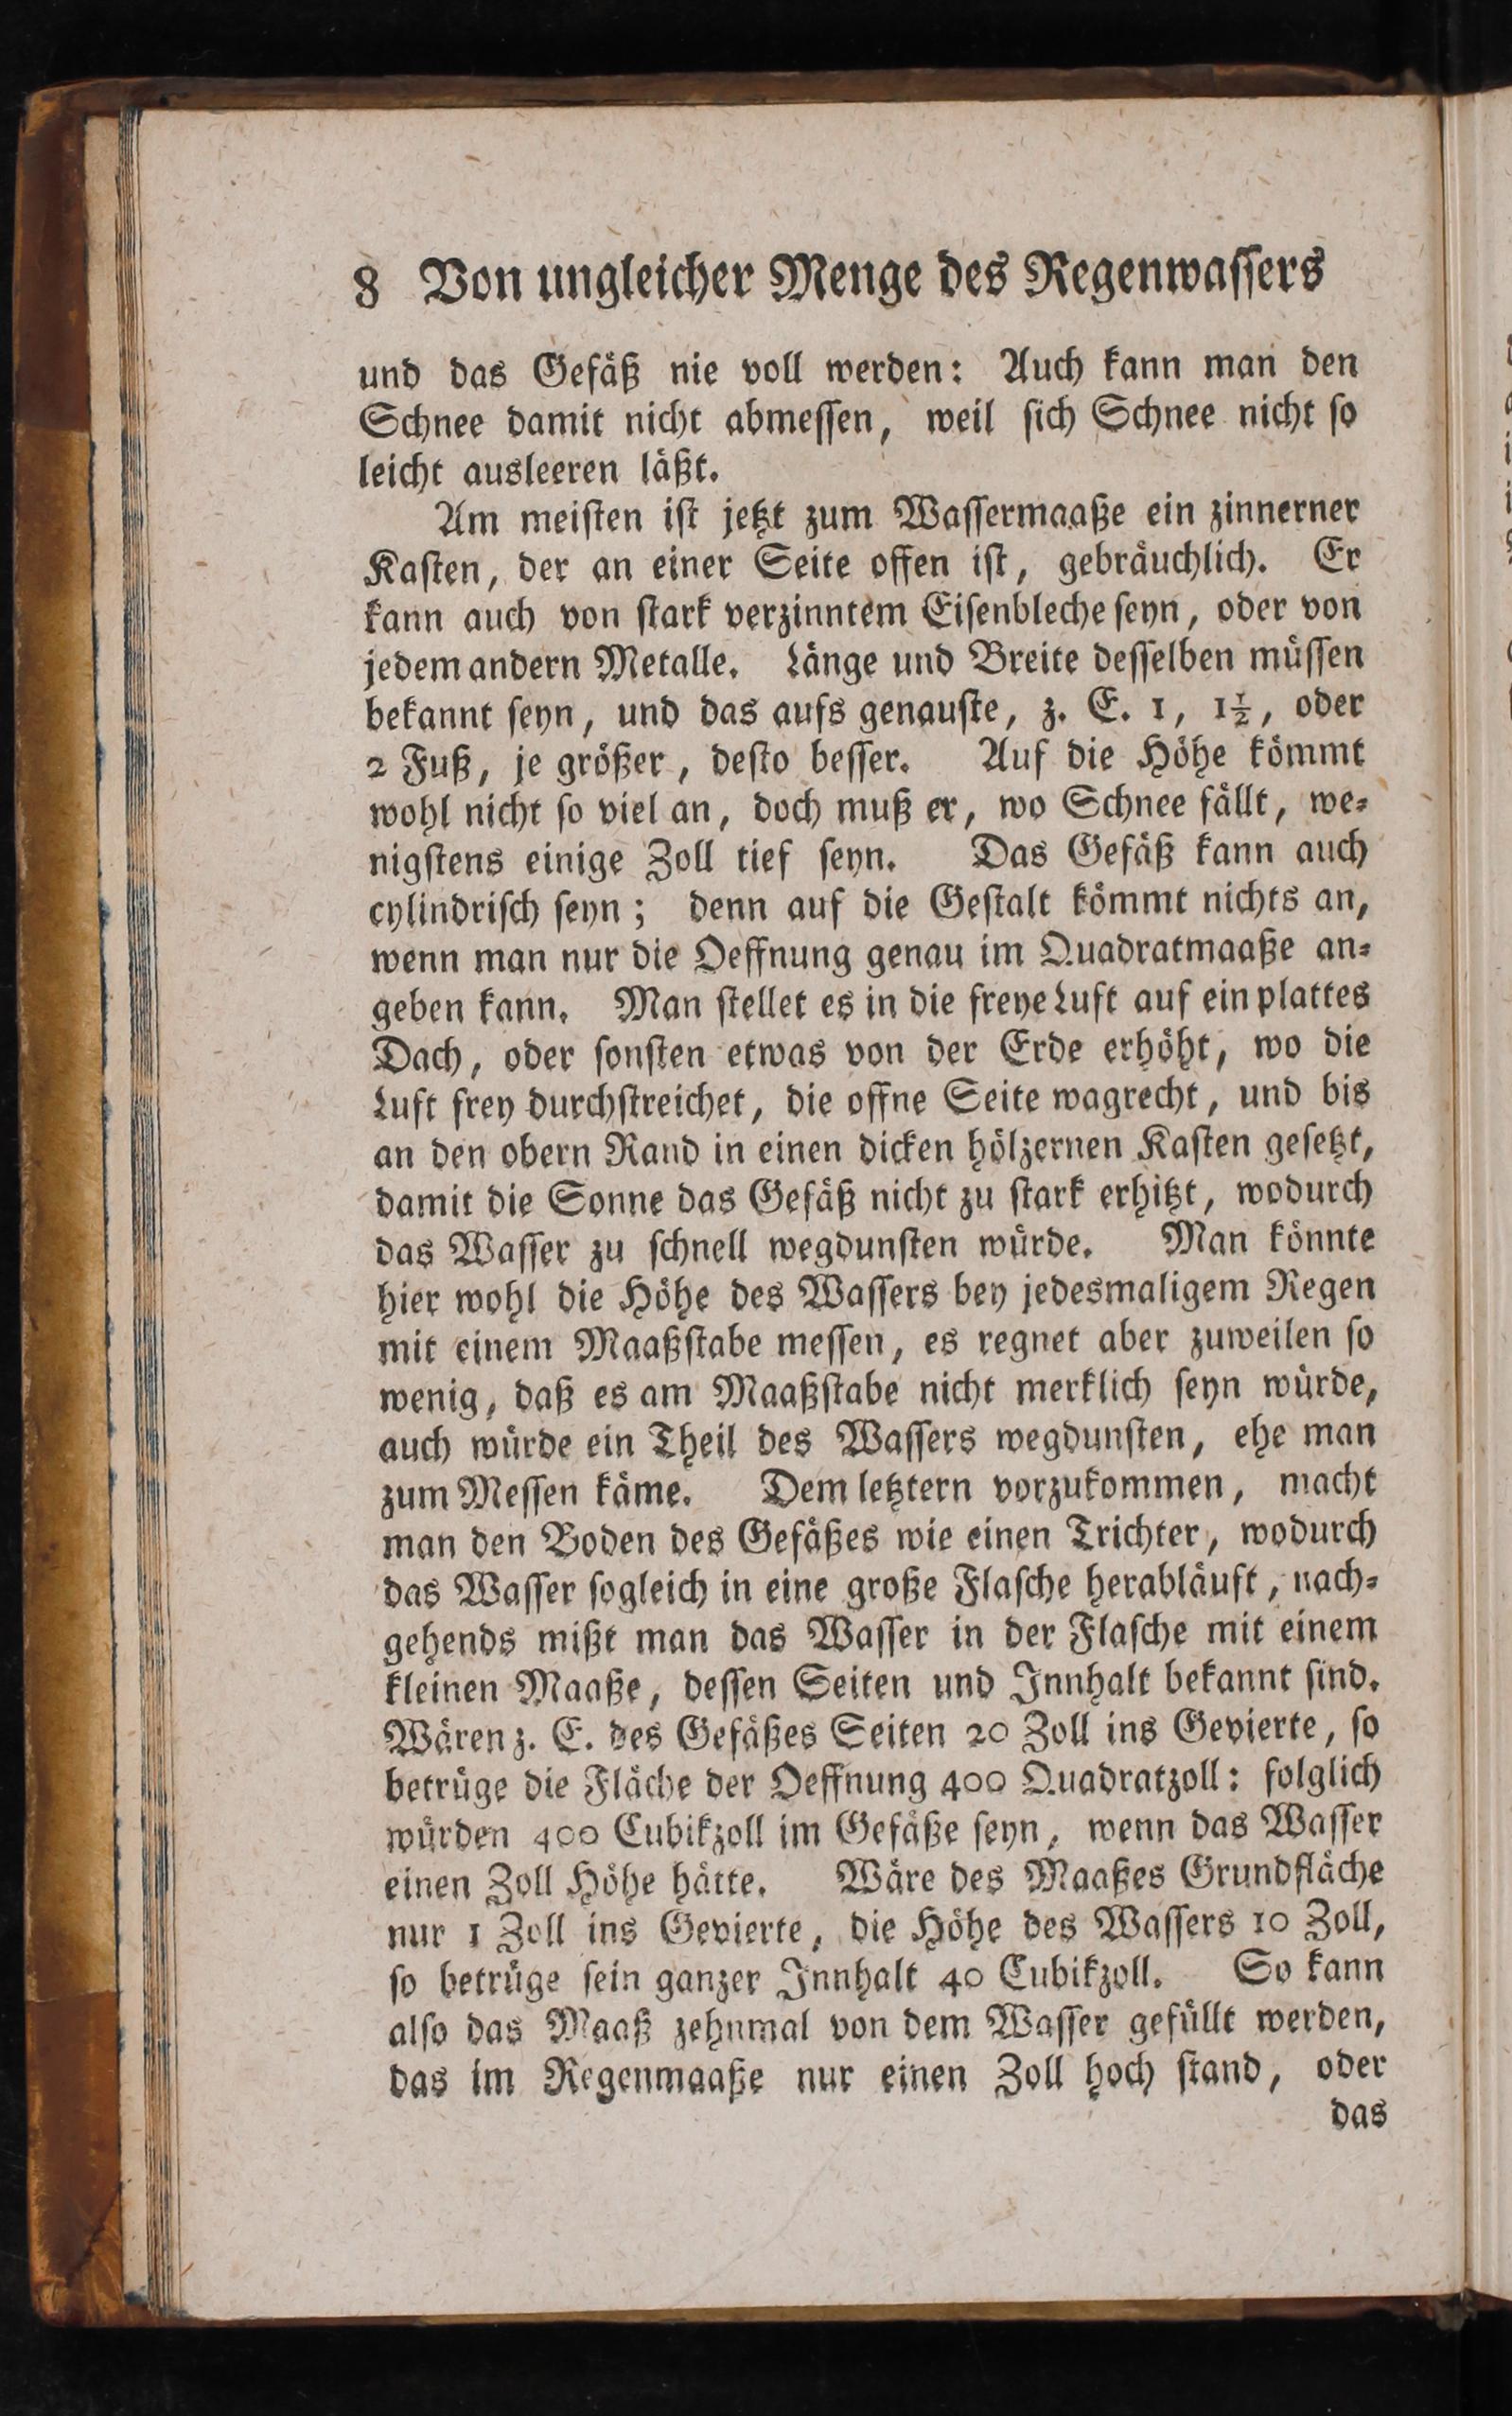 8 Von ungleicher Menge des Regenwaſſers
und das Gefäß nie voll werden: Auch kann man den
Schnee damit nicht abmeſſen, weil ſich Schnee nicht ſo
leicht ausleeren läßt.
Am meiſten iſt jetzt zum Waſſermaaße ein zinnerner
Kaſten, der an einer Seite offen iſt, gebräuchlich. Er
kann auch von ſtark verzinntem Eiſenbleche ſeyn, oder von
jedem andern Metalle. Länge und Breite deſſelben müſſen
bekannt ſeyn, und das aufs genauſte, z. E. 1, 1½, oder
2 Fuß, je größer, deſto beſſer. Auf die Höhe kömmt
wohl nicht ſo viel an, doch muß er, wo Schnee fällt, we⸗
nigſtens einige Zoll tief ſeyn. Das Gefäß kann auch
cylindriſch ſeyn; denn auf die Geſtalt kömmt nichts an,
wenn man nur die Oeffnung genau im Quadratmaaße an⸗
geben kann. Man ſtellet es in die freye Luft auf ein plattes
Dach, oder ſonſten etwas von der Erde erhöht, wo die
Luft frey durchſtreichet, die offne Seite wagrecht, und bis
an den obern Rand in einen dicken hölzernen Kaſten geſetzt,
damit die Sonne das Gefäß nicht zu ſtark erhitzt, wodurch
das Waſſer zu ſchnell wegdunſten würde. Man könnte
hier wohl die Höhe des Waſſers bey jedesmaligem Regen
mit einem Maaßſtabe meſſen, es regnet aber zuweilen ſo
wenig, daß es am Maaßſtabe nicht merklich ſeyn würde,
auch würde ein Theil des Waſſers wegdunſten, ehe man
zum Meſſen käme. Dem letztern vorzukommen, macht
man den Boden des Gefäßes wie einen Trichter, wodurch
das Waſſer ſogleich in eine große Flaſche herabläuft, nach⸗
gehends mißt man das Waſſer in der Flaſche mit einem
kleinen Maaße, deſſen Seiten und Innhalt bekannt ſind.
Wären z. E. des Gefäßes Seiten 20 Zoll ins Gevierte, ſo
betrüge die Fläche der Oeffnung 400 Quadratzoll: folglich
würden 400 Cubikzoll im Gefäße ſeyn, wenn das Waſſer
einen Zoll Höhe hätte. Wäre des Maaßes Grundfläche
nur 1 Zoll ins Gevierte, die Höhe des Waſſers 10 Zoll,
ſo betrüge ſein ganzer Innhalt 40 Cubikzoll. So kann
alſo das Maaß zehnmal von dem Waſſer gefüllt werden,
das im Regenmaaße nur einen Zoll hoch ſtand, oder
das